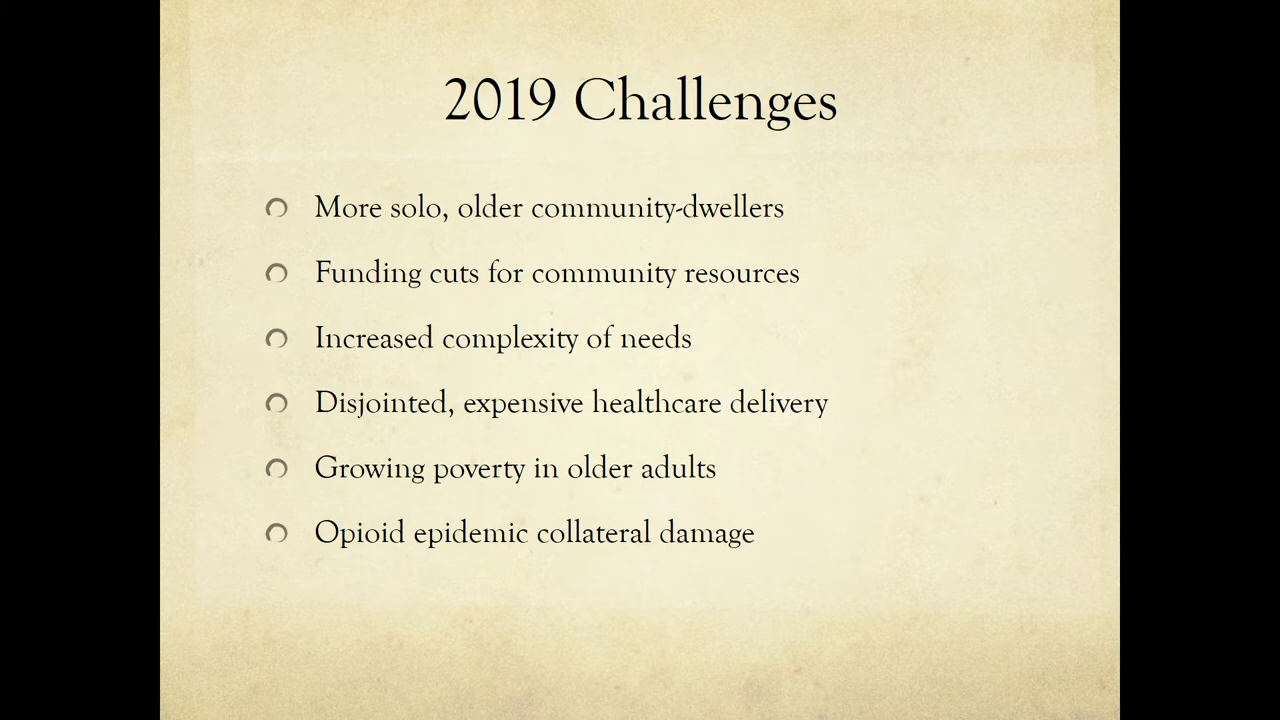 2019 Challenges
More solo, older community-dwellers
Funding cuts for community resources
Increased complexity of needs
Disjointed, expensive healthcare delivery
Growing poverty in older adults
Opioid epidemic collateral damage